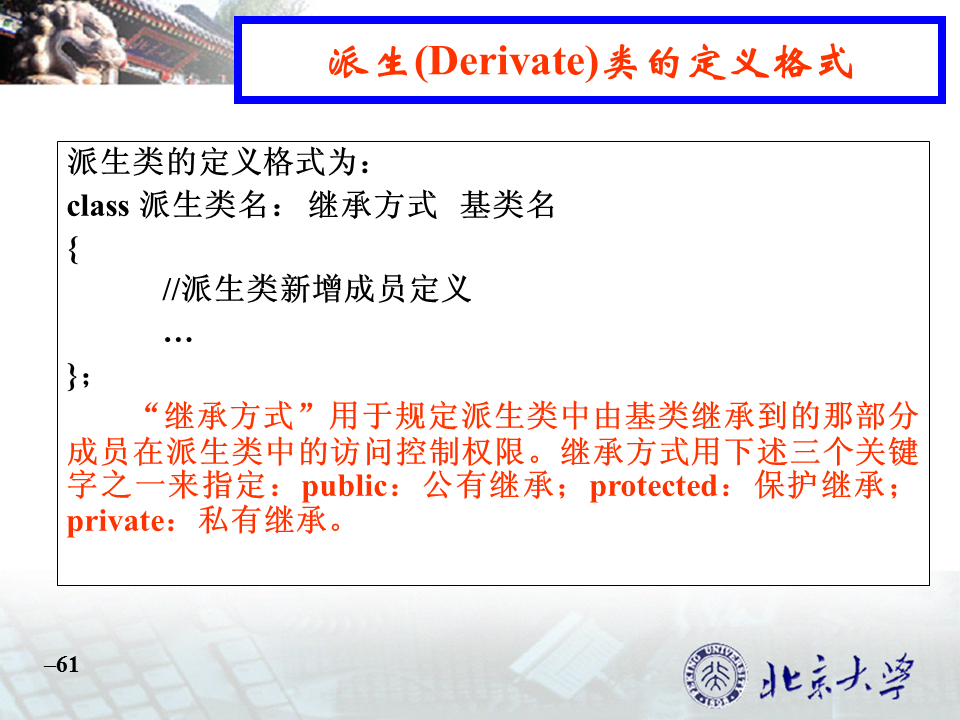 派生(Derivate)类的定义格式
派生类的定义格式为：
class 派生类名： 继承方式 基类名
{
//派生类新增成员定义
…
}；
“继承方式”用于规定派生类中由基类继承到的那部分
成员在派生类中的访问控制权限。继承方式用下述三个关键
字之一来指定：public：公有继承；protected：保护继承；
private：私有继承。
–61
PEKING UNIVERSITY
1898
北京大学